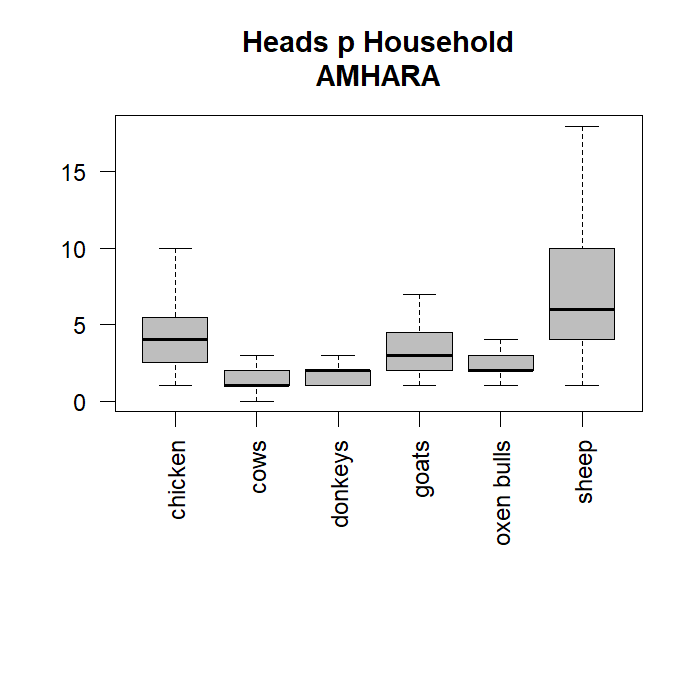 Heads p Household
AMHARA
15
10
5
0
chicken
cows
donkeys
goats
oxen bulls
sheep